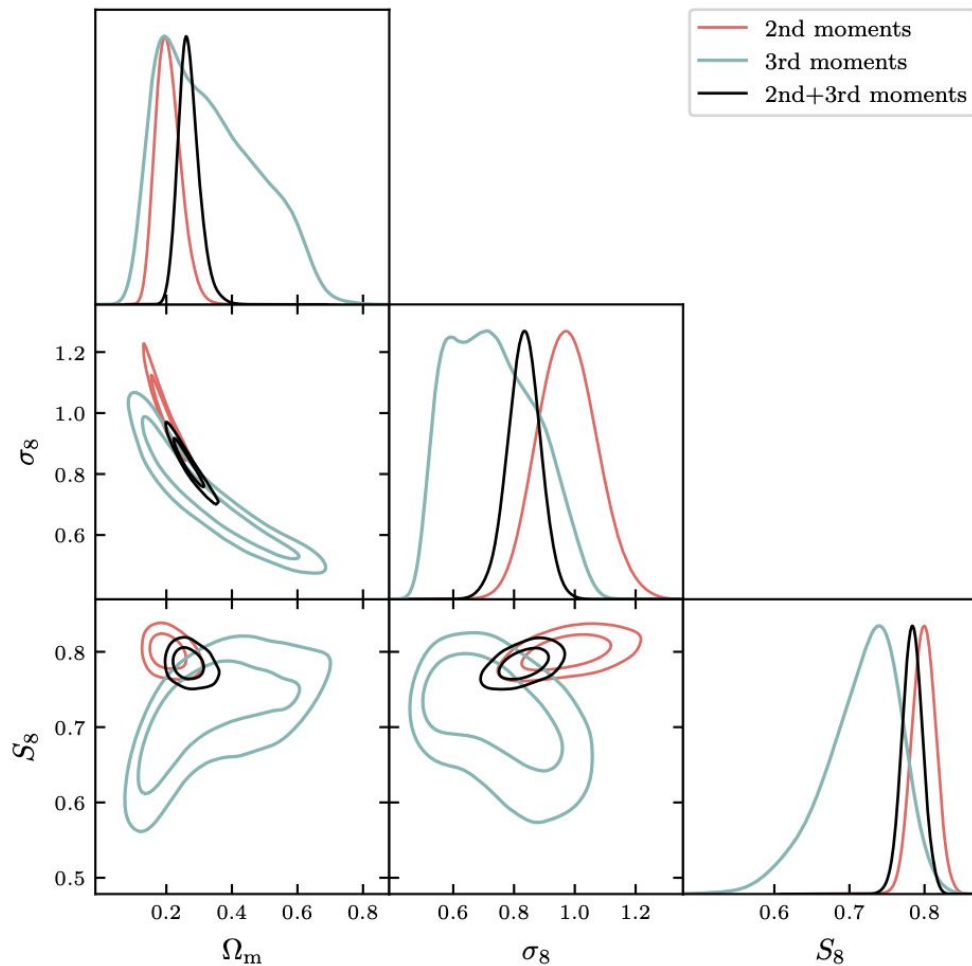 2nd moments
3rd moments
2nd+3rd moments
1.2
1.0
0.8
0.6
σ₈
0.8
0.7
0.6
0.5
S₈
0.2 0.4 0.6 0.8
0.6 0.8 1.0 1.2
0.6 0.7 0.8
Ωₘ
σ₈
S₈